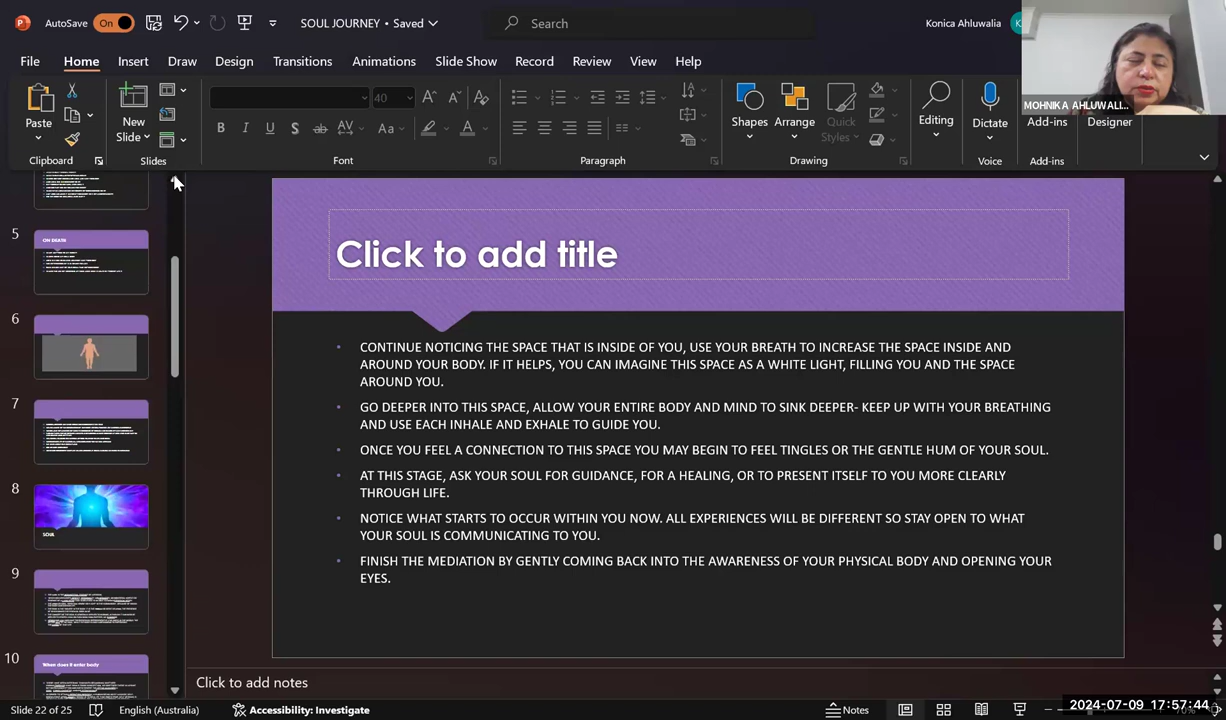 AutoSave On SOUL JOURNEY • Saved Search Konica Ahluwalia
File Home Insert Draw Design Transitions Animations Slide Show Record Review View Help
MOHNIKA AHLUWALI...
Paste New Slide 40 Aa Shapes Arrange Quick Styles Editing Dictate Add-ins Designer
Clipboard Slides Font Paragraph Drawing Voice Add-ins
5 ON DEATH
6
7
8
SOUL
9
10 When does it enter body
Click to add title
• CONTINUE NOTICING THE SPACE THAT IS INSIDE OF YOU, USE YOUR BREATH TO INCREASE THE SPACE INSIDE AND
AROUND YOUR BODY. IF IT HELPS, YOU CAN IMAGINE THIS SPACE AS A WHITE LIGHT, FILLING YOU AND THE SPACE
AROUND YOU.
• GO DEEPER INTO THIS SPACE, ALLOW YOUR ENTIRE BODY AND MIND TO SINK DEEPER- KEEP UP WITH YOUR BREATHING
AND USE EACH INHALE AND EXHALE TO GUIDE YOU.
• ONCE YOU FEEL A CONNECTION TO THIS SPACE YOU MAY BEGIN TO FEEL TINGLES OR THE GENTLE HUM OF YOUR SOUL.
• AT THIS STAGE, ASK YOUR SOUL FOR GUIDANCE, FOR A HEALING, OR TO PRESENT ITSELF TO YOU MORE CLEARLY
THROUGH LIFE.
• NOTICE WHAT STARTS TO OCCUR WITHIN YOU NOW. ALL EXPERIENCES WILL BE DIFFERENT SO STAY OPEN TO WHAT
YOUR SOUL IS COMMUNICATING TO YOU.
• FINISH THE MEDIATION BY GENTLY COMING BACK INTO THE AWARENESS OF YOUR PHYSICAL BODY AND OPENING YOUR
EYES.
Click to add notes
Slide 22 of 25 English (Australia) Accessibility: Investigate Notes
2024-07-09 17:57:44